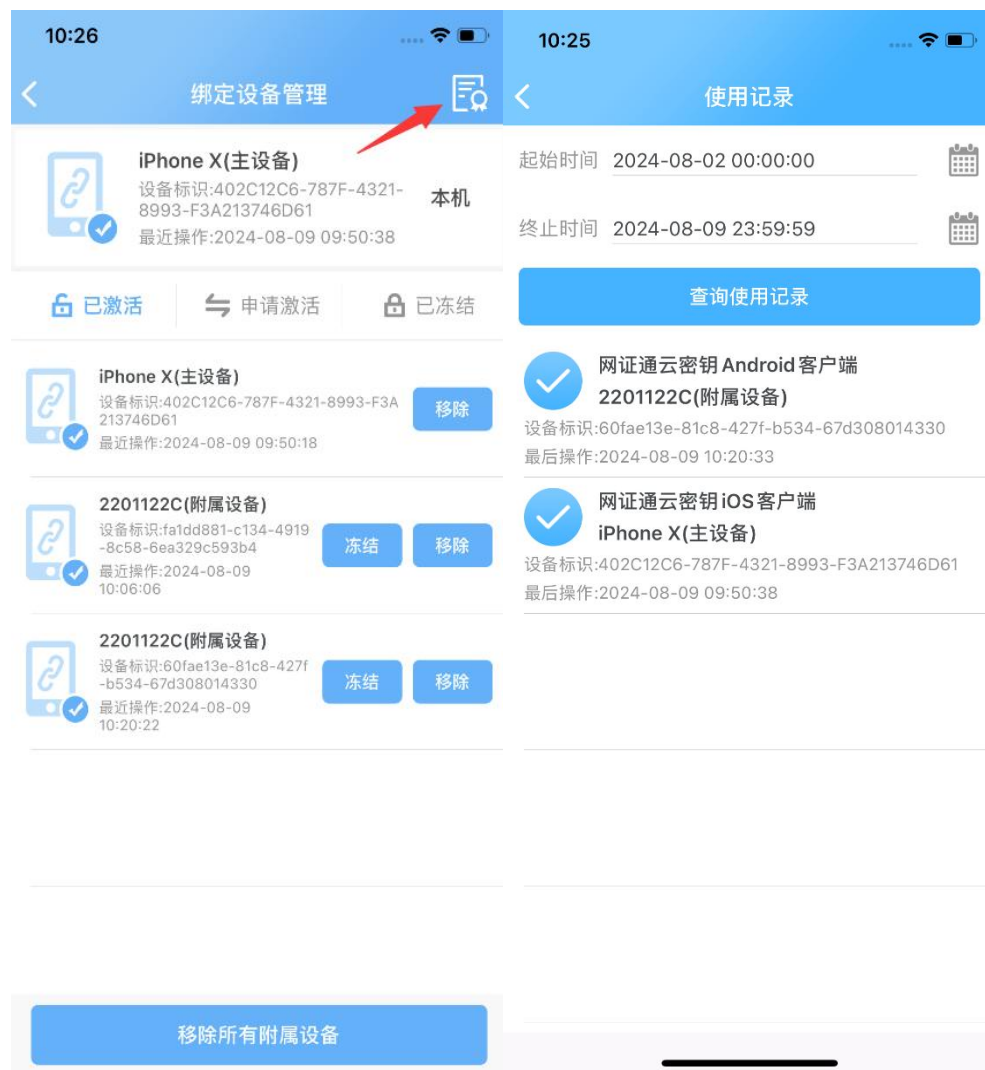 10:26
绑定设备管理
iPhone X(主设备)
设备标识:402C12C6-787F-4321-
8993-F3A213746D61
最近操作:2024-08-09 09:50:38
本机
已激活
申请激活
已冻结
iPhone X(主设备)
设备标识:402C12C6-787F-4321-8993-F3A
213746D61
最近操作:2024-08-09 09:50:18
移除
2201122C(附属设备)
设备标识:fa1dd881-c134-4919
-8c58-6ea329c593b4
最近操作:2024-08-09
10:06:06
冻结
移除
2201122C(附属设备)
设备标识:60fae13e-81c8-427f
-b534-67d308014330
最近操作:2024-08-09
10:20:22
冻结
移除
移除所有附属设备
10:25
使用记录
起始时间 2024-08-02 00:00:00
终止时间 2024-08-09 23:59:59
查询使用记录
网证通云密钥Android客户端
2201122C(附属设备)
设备标识:60fae13e-81c8-427f-b534-67d308014330
最后操作:2024-08-09 10:20:33
网证通云密钥iOS客户端
iPhone X(主设备)
设备标识:402C12C6-787F-4321-8993-F3A213746D61
最后操作:2024-08-09 09:50:38